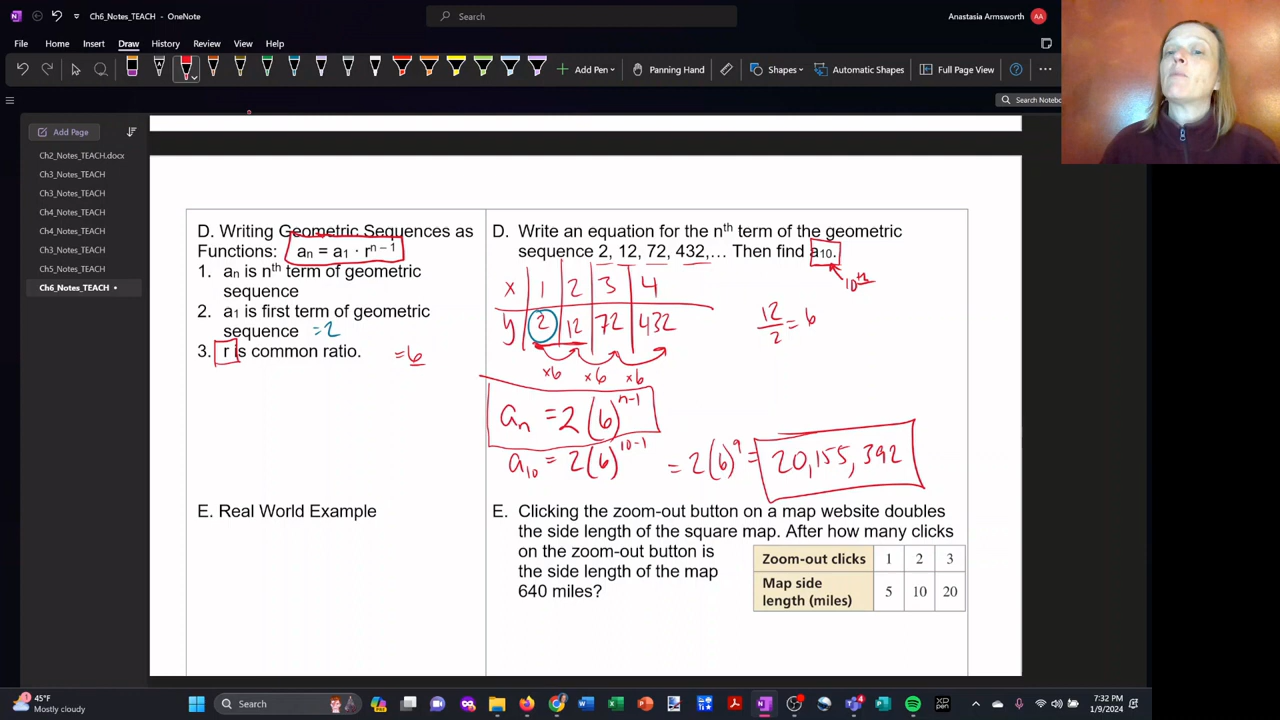 Ch6_Notes_TEACH - OneNote
Search
Anastasia Armsworth
AA
File Home Insert Draw History Review View Help
Add Pen
Panning Hand
Shapes
Automatic Shapes
Full Page View
Search Notebo
Add Page
Ch2_Notes_TEACH.docx
Ch3_Notes_TEACH
Ch3_Notes_TEACH
Ch4_Notes_TEACH
Ch4_Notes_TEACH
Ch3_Notes_TEACH
Ch5_Notes_TEACH
Ch6_Notes_TEACH
D. Writing Geometric Sequences as
Functions: an = a1 · r^n – 1
1. an is nth term of geometric
sequence
2. a1 is first term of geometric
sequence =2
3. r is common ratio. =6
D. Write an equation for the nth term of the geometric
sequence 2, 12, 72, 432,… Then find a10.
10th
x 1 2 3 4
y 2 12 72 432
12/2 = 6
×6 ×6 ×6
an = 2(6)^n-1
a10 = 2(6)^10-1 = 2(6)^9 = 20,155,392
E. Real World Example
E. Clicking the zoom-out button on a map website doubles
the side length of the square map. After how many clicks
on the zoom-out button is
the side length of the map
640 miles?
Zoom-out clicks 1 2 3
Map side
length (miles) 5 10 20
45°F
Mostly cloudy
Search
7:32 PM
1/9/2024